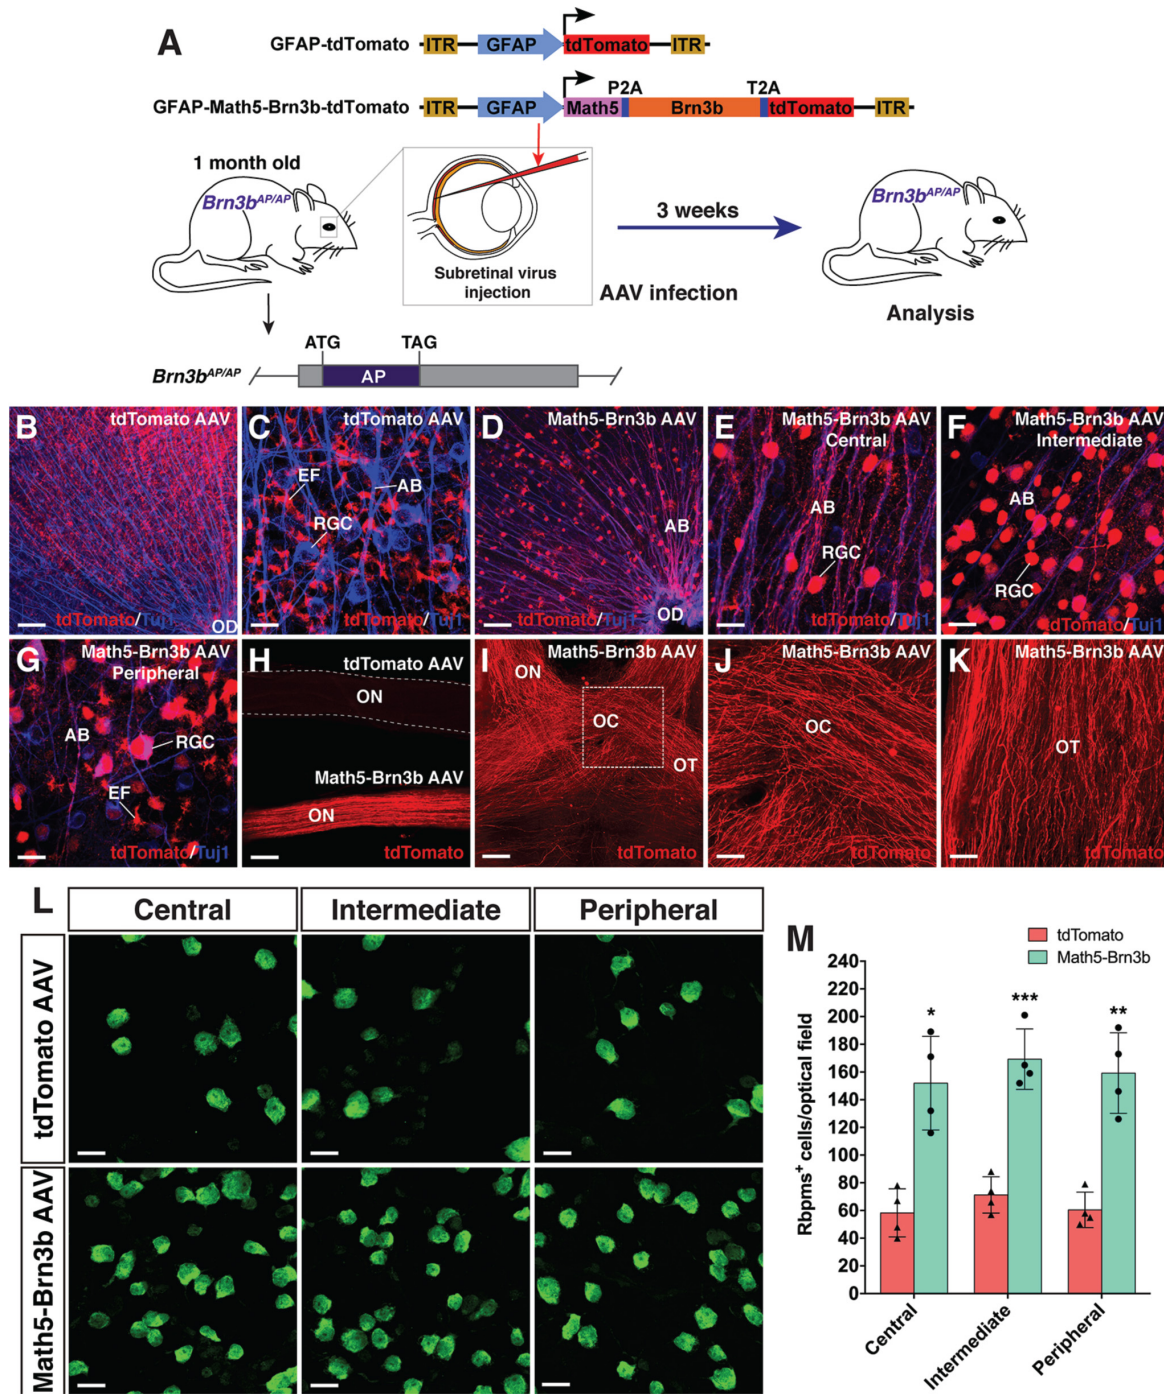 A
GFAP-tdTomato ITR GFAP tdTomato ITR
P2A T2A
GFAP-Math5-Brn3b-tdTomato ITR GFAP Math5 Brn3b tdTomato ITR
1 month old
Brn3bAP/AP
Subretinal virus
injection
3 weeks
AAV infection
Brn3bAP/AP
Analysis
ATG TAG
Brn3bAP/AP AP
B tdTomato AAV
OD
tdTomato/Tuj1
C tdTomato AAV
EF
AB
RGC
tdTomato/Tuj1
D Math5-Brn3b AAV
AB
OD
tdTomato/Tuj1
E Math5-Brn3b AAV
Central
AB
RGC
tdTomato/Tuj1
F Math5-Brn3b AAV
Intermediate
AB
RGC
tdTomato/Tuj1
G Math5-Brn3b AAV
Peripheral
AB
RGC
EF
tdTomato/Tuj1
H tdTomato AAV
ON
Math5-Brn3b AAV
ON
tdTomato
I Math5-Brn3b AAV
ON
OC
OT
tdTomato
J Math5-Brn3b AAV
OC
tdTomato
K Math5-Brn3b AAV
OT
tdTomato
L Central Intermediate Peripheral
tdTomato AAV
Math5-Brn3b AAV
M
tdTomato
Math5-Brn3b
Rbpms+ cells/optical field
240
220
200
180
160
140
120
100
80
60
40
20
0
* *** **
Central Intermediate Peripheral